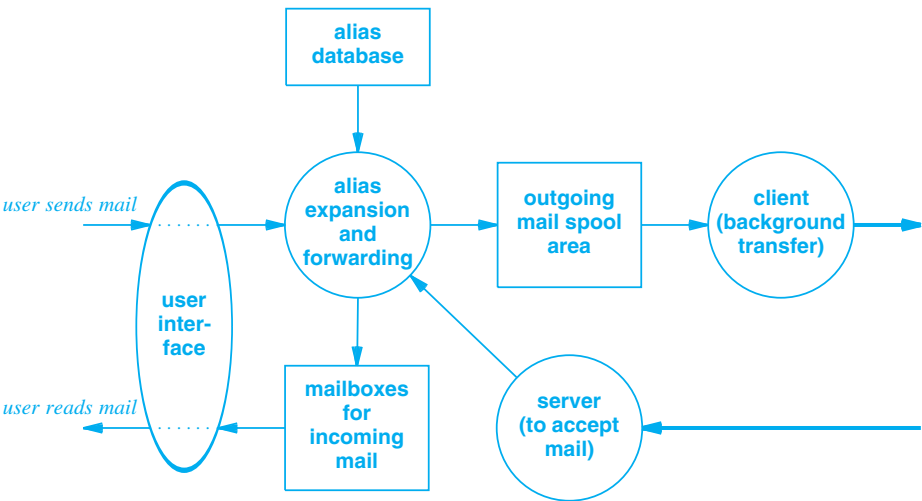 alias
database
user sends mail
alias
expansion
and
forwarding
outgoing
mail spool
area
client
(background
transfer)
user
inter-
face
user reads mail
mailboxes
for
incoming
mail
server
(to accept
mail)